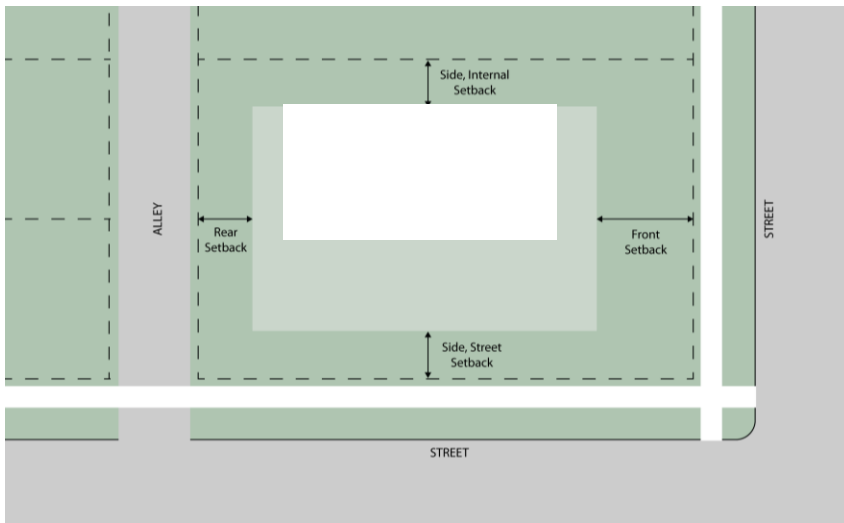 Side, Internal
Setback
ALLEY
STREET
Rear
Setback
Front
Setback
Side, Street
Setback
STREET